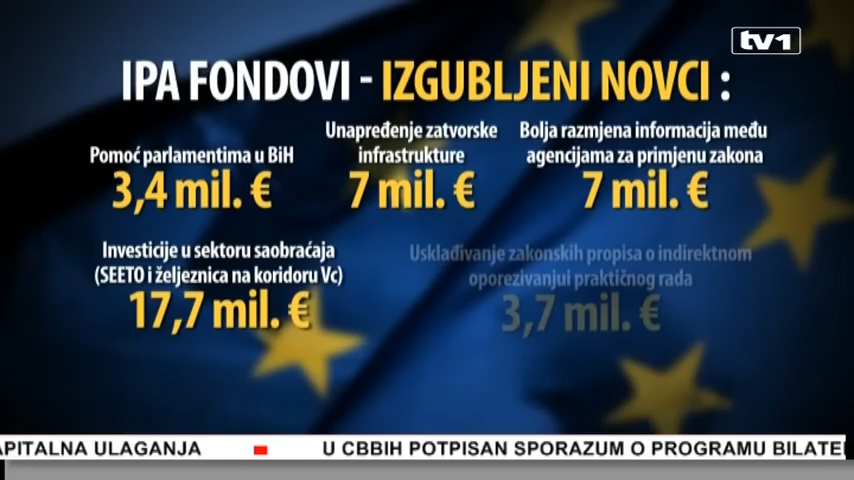 tv1
IPA FONDOVI - IZGUBLJENI NOVCI :
Pomoć parlamentima u BiH
3,4 mil. €
Unapređenje zatvorske
infrastrukture
7 mil. €
Bolja razmjena informacija među
agencijama za primjenu zakona
7 mil. €
Investicije u sektoru saobraćaja
(SEETO i željeznica na koridoru Vc)
17,7 mil. €
Usklađivanje zakonskih propisa o indirektnom
oporezivanjui praktičnog rada
3,7 mil. €
APITALNA ULAGANJA U CBBIH POTPISAN SPORAZUM O PROGRAMU BILATE